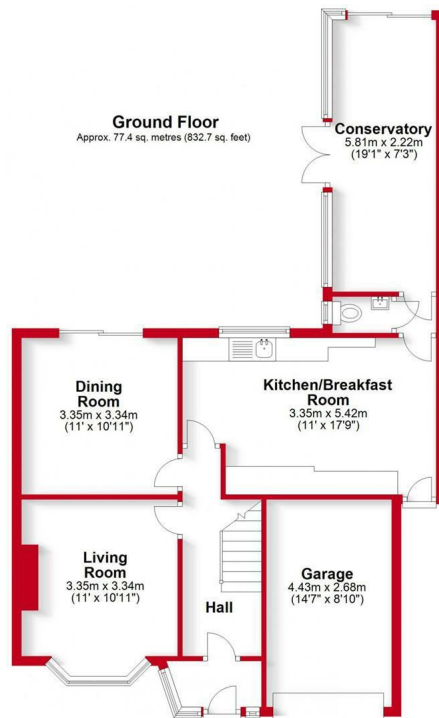 Ground Floor
Approx. 77.4 sq. metres (832.7 sq. feet)
Conservatory
5.81m x 2.22m
(19'1" x 7'3")
Dining
Room
3.35m x 3.34m
(11' x 10'11")
Kitchen/Breakfast
Room
3.35m x 5.42m
(11' x 17'9")
Living
Room
3.35m x 3.34m
(11' x 10'11")
Hall
Garage
4.43m x 2.68m
(14'7" x 8'10")